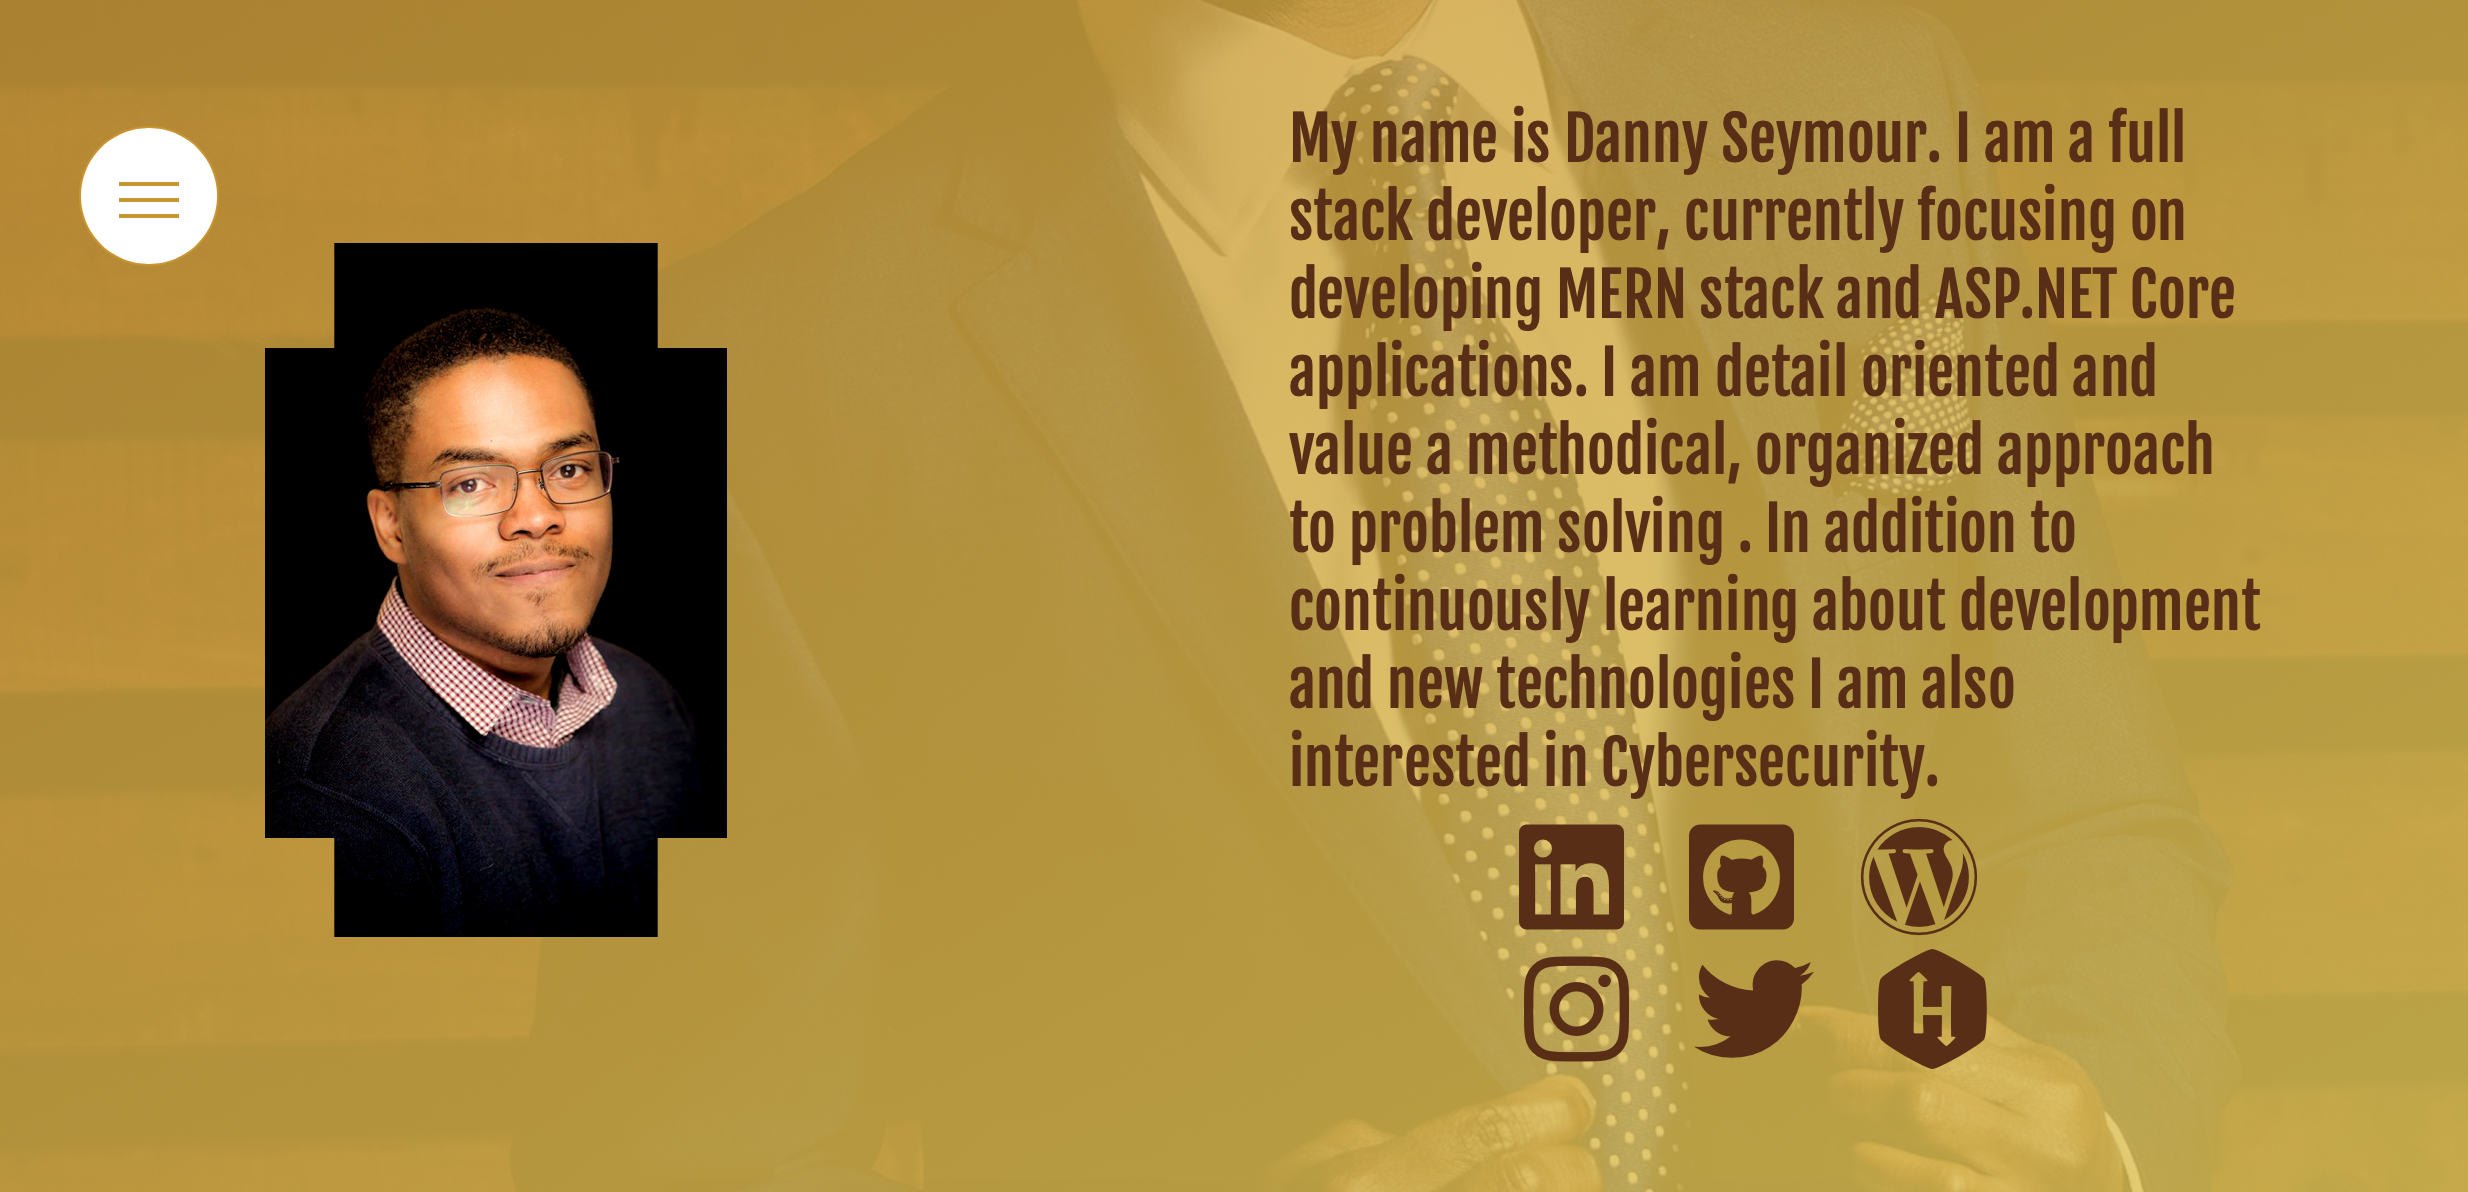 My name is Danny Seymour. I am a full
stack developer, currently focusing on
developing MERN stack and ASP.NET Core
applications. I am detail oriented and
value a methodical, organized approach
to problem solving . In addition to
continuously learning about development
and new technologies I am also
interested in Cybersecurity.
in
W
H